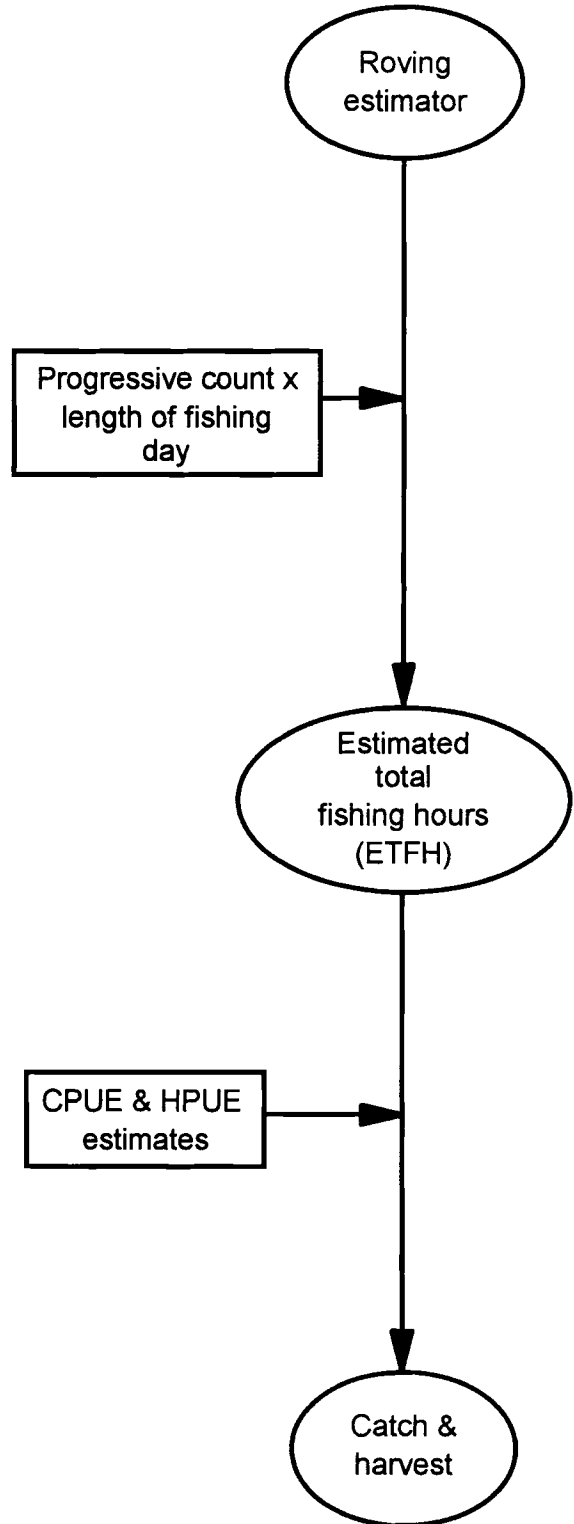 Roving
estimator
Progressive count x
length of fishing
day
Estimated
total
fishing hours
(ETFH)
CPUE & HPUE
estimates
Catch &
harvest